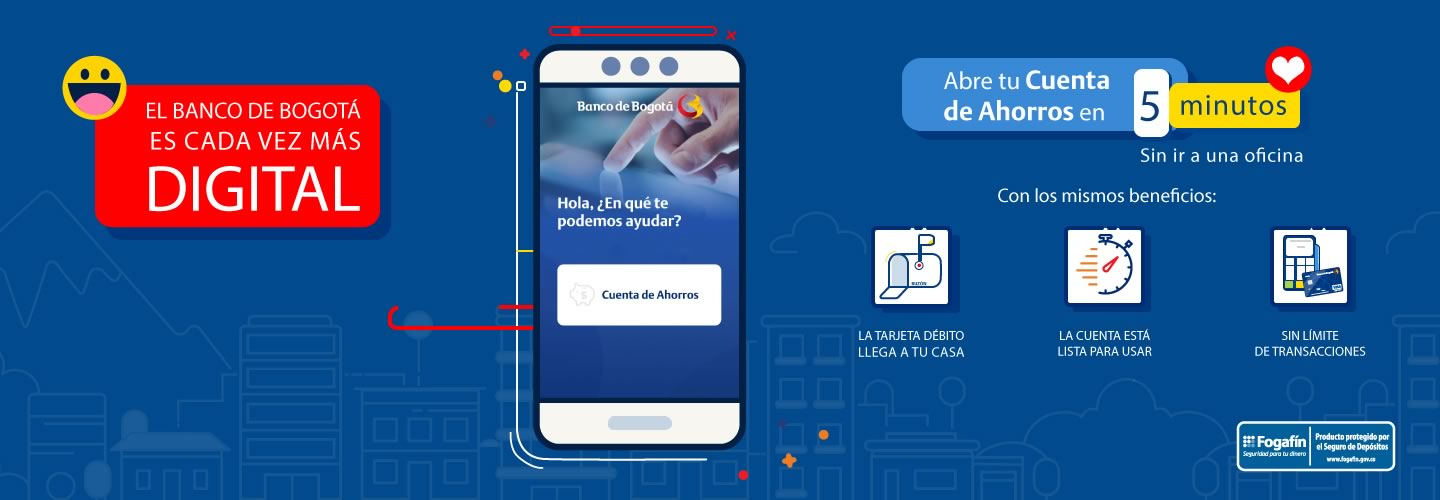 EL BANCO DE BOGOTÁ
ES CADA VEZ MÁS
DIGITAL
Banco de Bogotá
Hola, ¿En qué te
podemos ayudar?
$
Cuenta de Ahorros
Abre tu Cuenta
de Ahorros en
5 minutos
Sin ir a una oficina
Con los mismos beneficios:
BUZÓN
LA TARJETA DÉBITO
LLEGA A TU CASA
LA CUENTA ESTÁ
LISTA PARA USAR
SIN LÍMITE
DE TRANSACCIONES
Fogafín
Seguridad para tu dinero
Producto protegido por
el Seguro de Depósitos
www.fogafin.gov.co